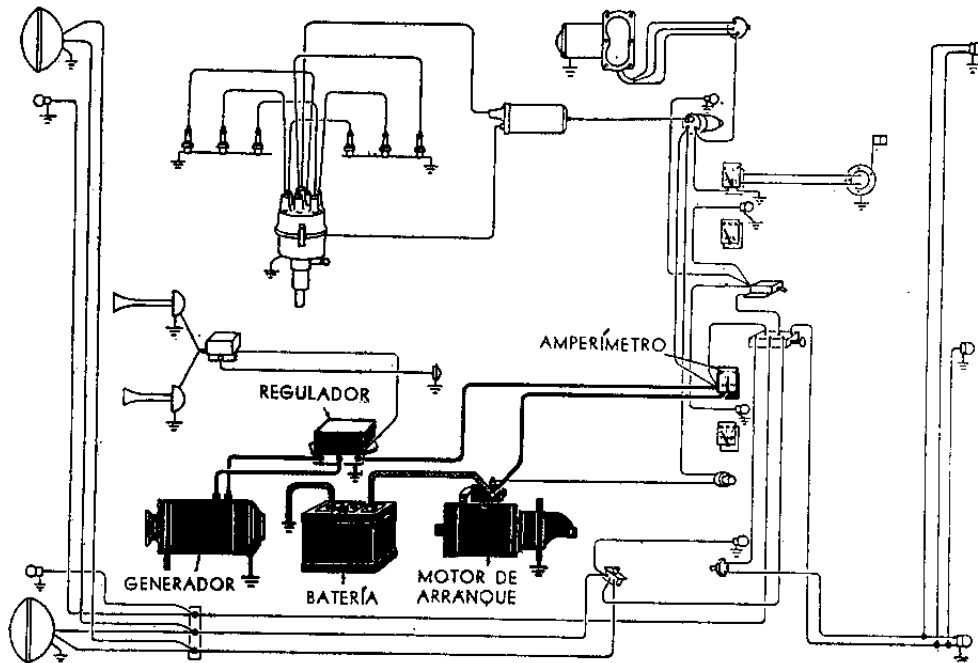 AMPERÍMETRO
REGULADOR
GENERADOR
BATERÍA
MOTOR DE
ARRANQUE